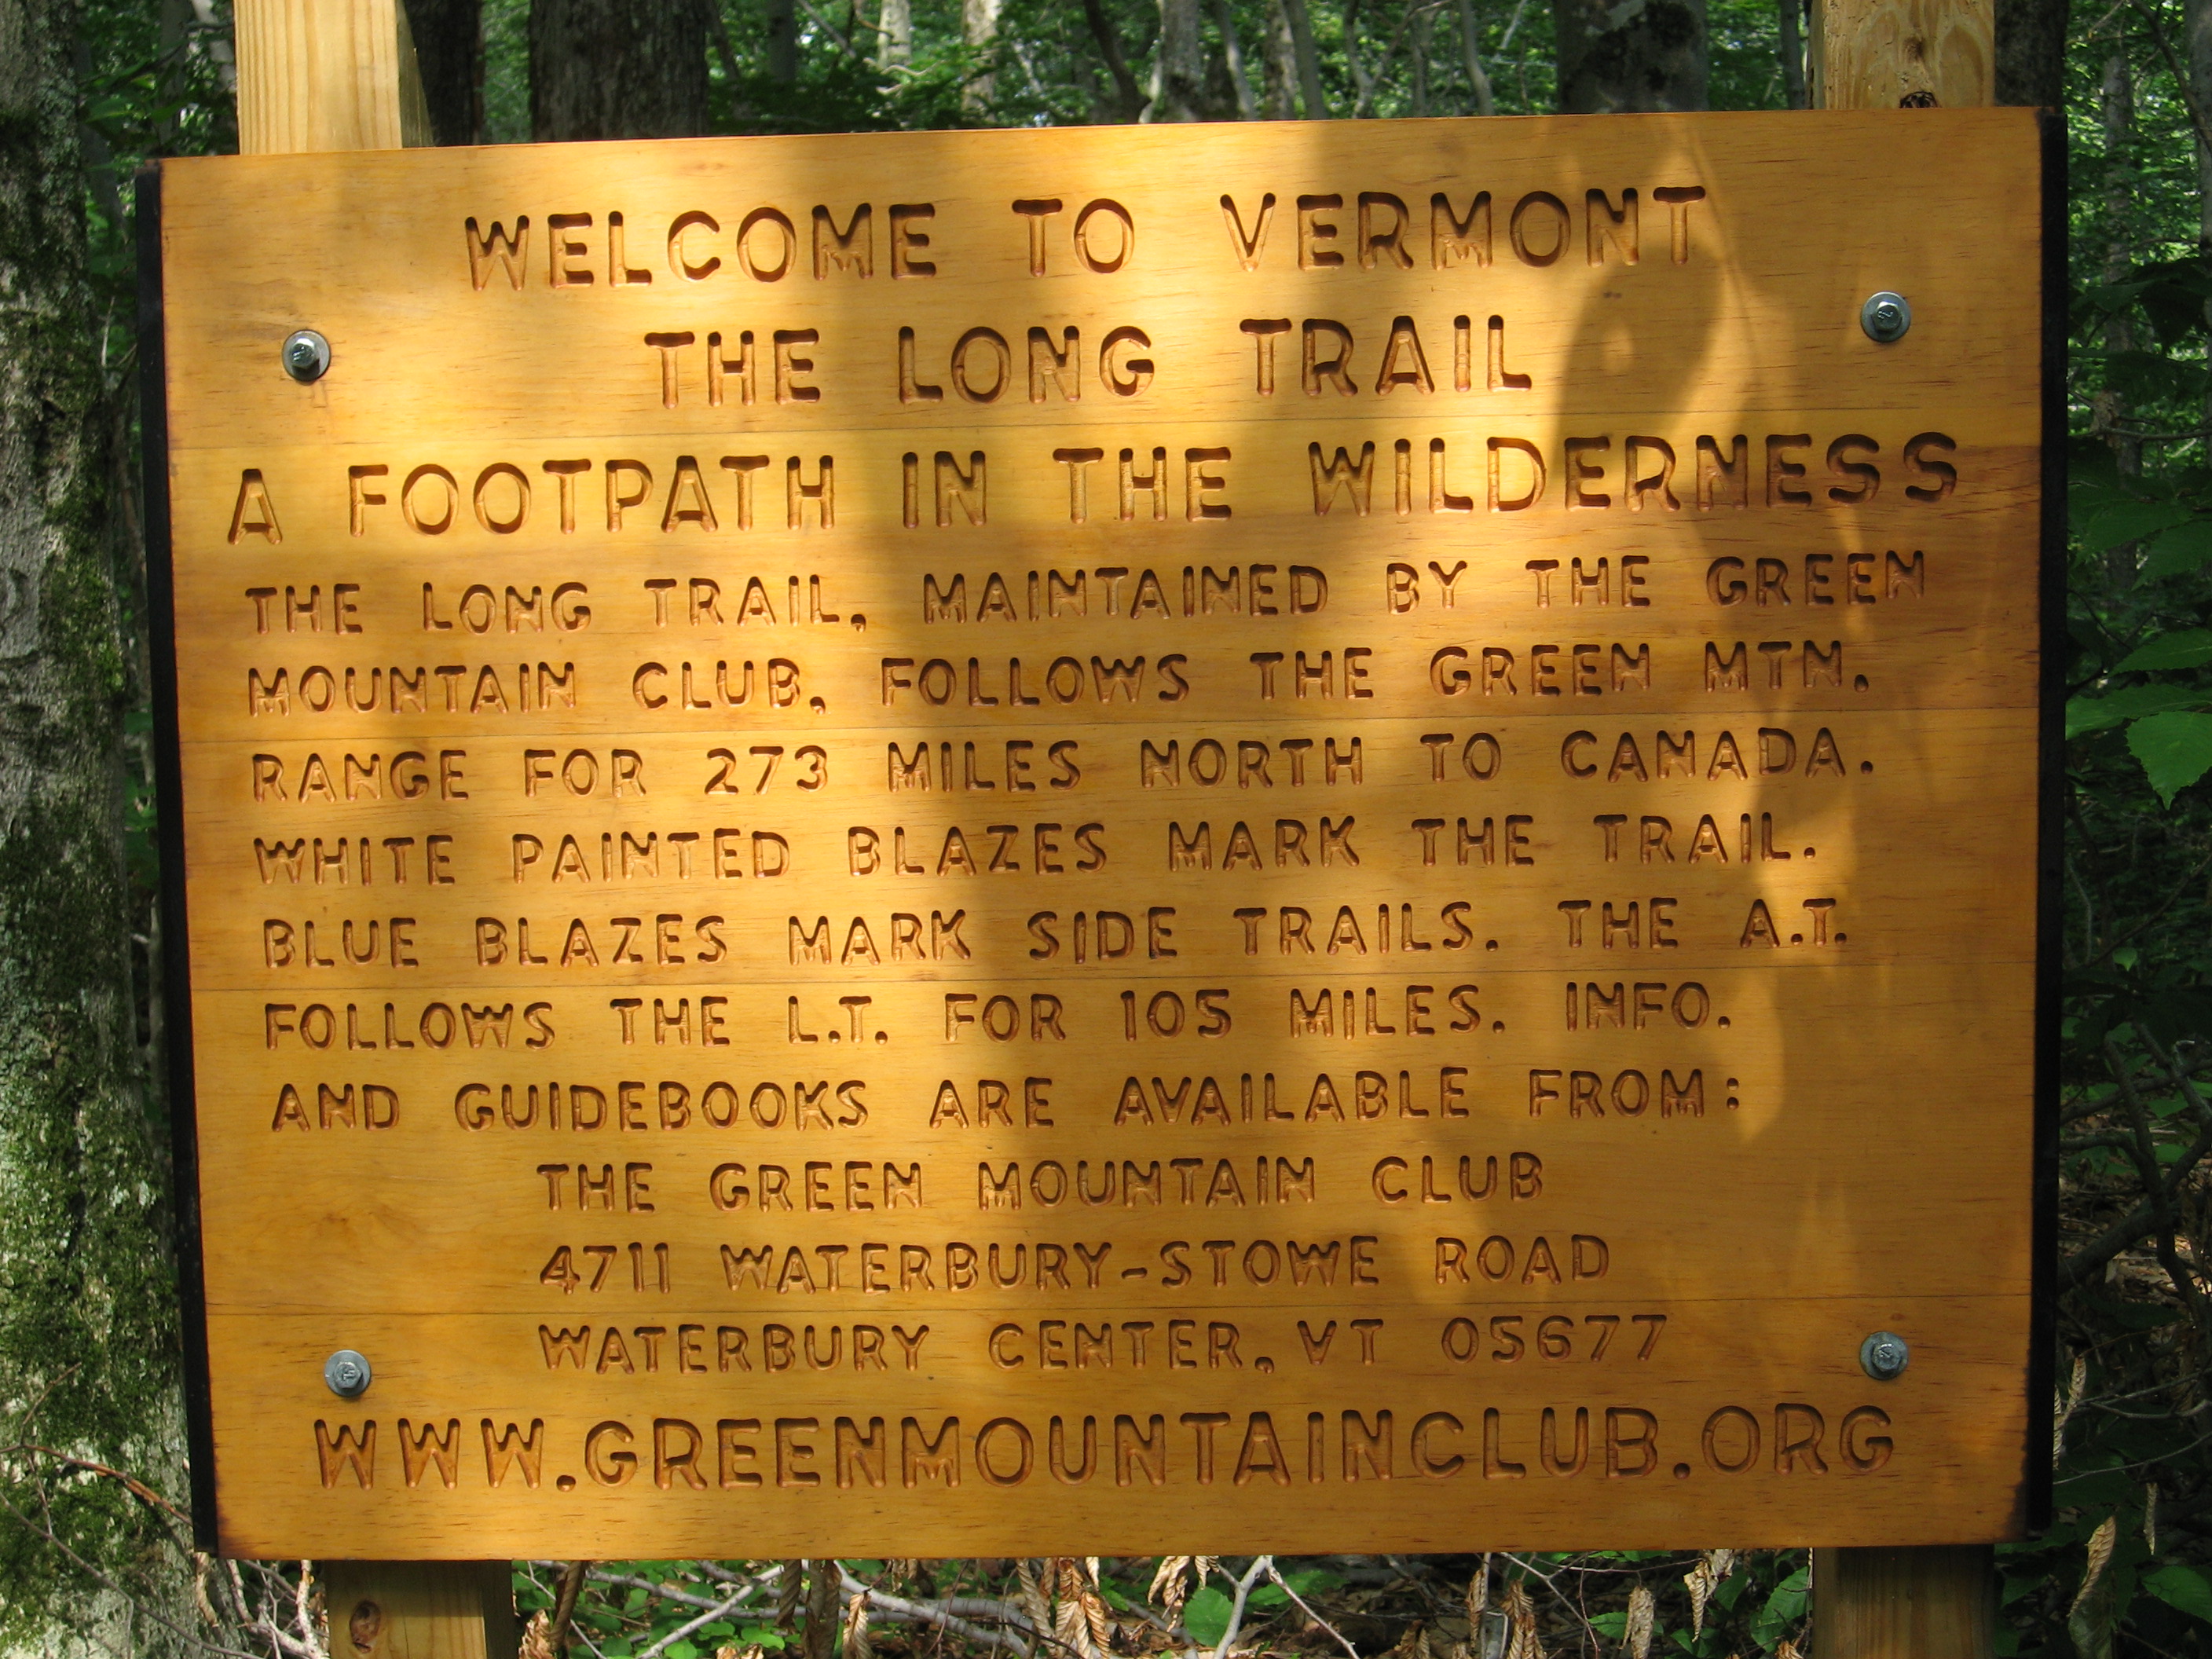 WELCOME TO VERMONT
THE LONG TRAIL
A FOOTPATH IN THE WILDERNESS
THE LONG TRAIL, MAINTAINED BY THE GREEN
MOUNTAIN CLUB, FOLLOWS THE GREEN MTN.
RANGE FOR 273 MILES NORTH TO CANADA.
WHITE PAINTED BLAZES MARK THE TRAIL.
BLUE BLAZES MARK SIDE TRAILS. THE A.T.
FOLLOWS THE L.T. FOR 105 MILES. INFO.
AND GUIDEBOOKS ARE AVAILABLE FROM:
THE GREEN MOUNTAIN CLUB
4711 WATERBURY-STOWE ROAD
WATERBURY CENTER, VT 05677
WWW.GREENMOUNTAINCLUB.ORG